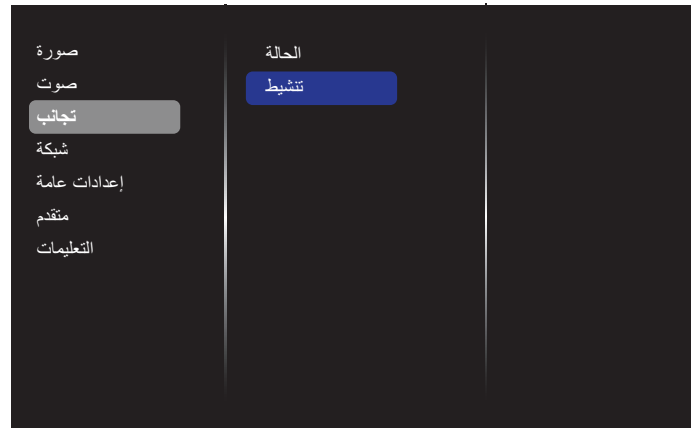 صورة
صوت
تجانب
شبكة
إعدادات عامة
متقدم
التعليمات
الحالة
تنشيط